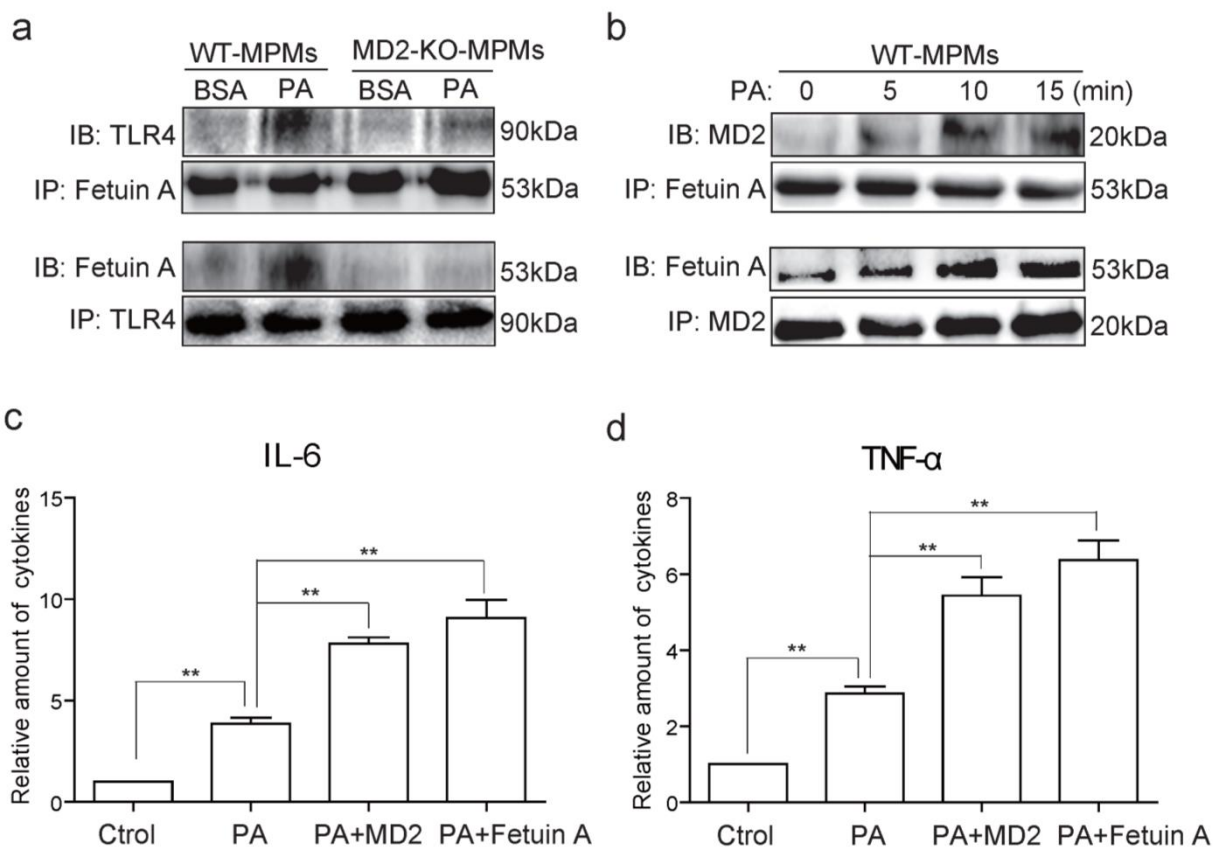 a
WT-MPMs MD2-KO-MPMs
BSA PA BSA PA
IB: TLR4 90kDa
IP: Fetuin A 53kDa
IB: Fetuin A 53kDa
IP: TLR4 90kDa
b
WT-MPMs
PA: 0 5 10 15 (min)
IB: MD2 20kDa
IP: Fetuin A 53kDa
IB: Fetuin A 53kDa
IP: MD2 20kDa
c
IL-6
Relative amount of cytokines
15
10
5
0
** ** **
Ctrol PA PA+MD2 PA+Fetuin A
d
TNF-α
Relative amount of cytokines
8
6
4
2
0
** ** **
Ctrol PA PA+MD2 PA+Fetuin A